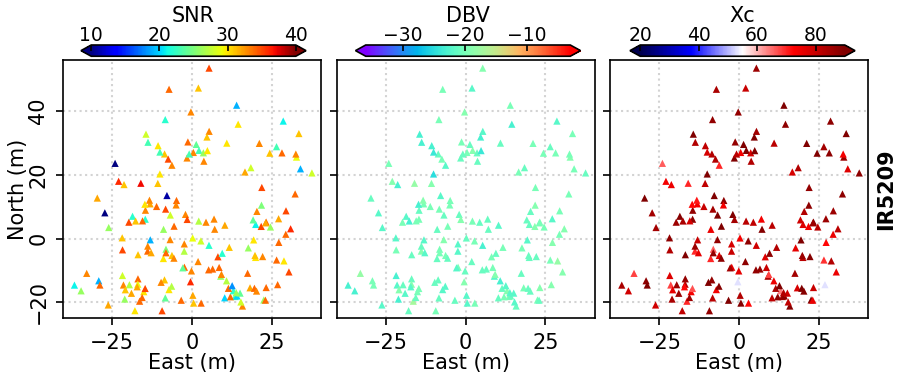 SNR DBV Xc
10 20 30 40 −30 −20 −10 20 40 60 80
40
20
0
−20
North (m)
−25 0 25 −25 0 25 −25 0 25
East (m) East (m) East (m)
IR5209